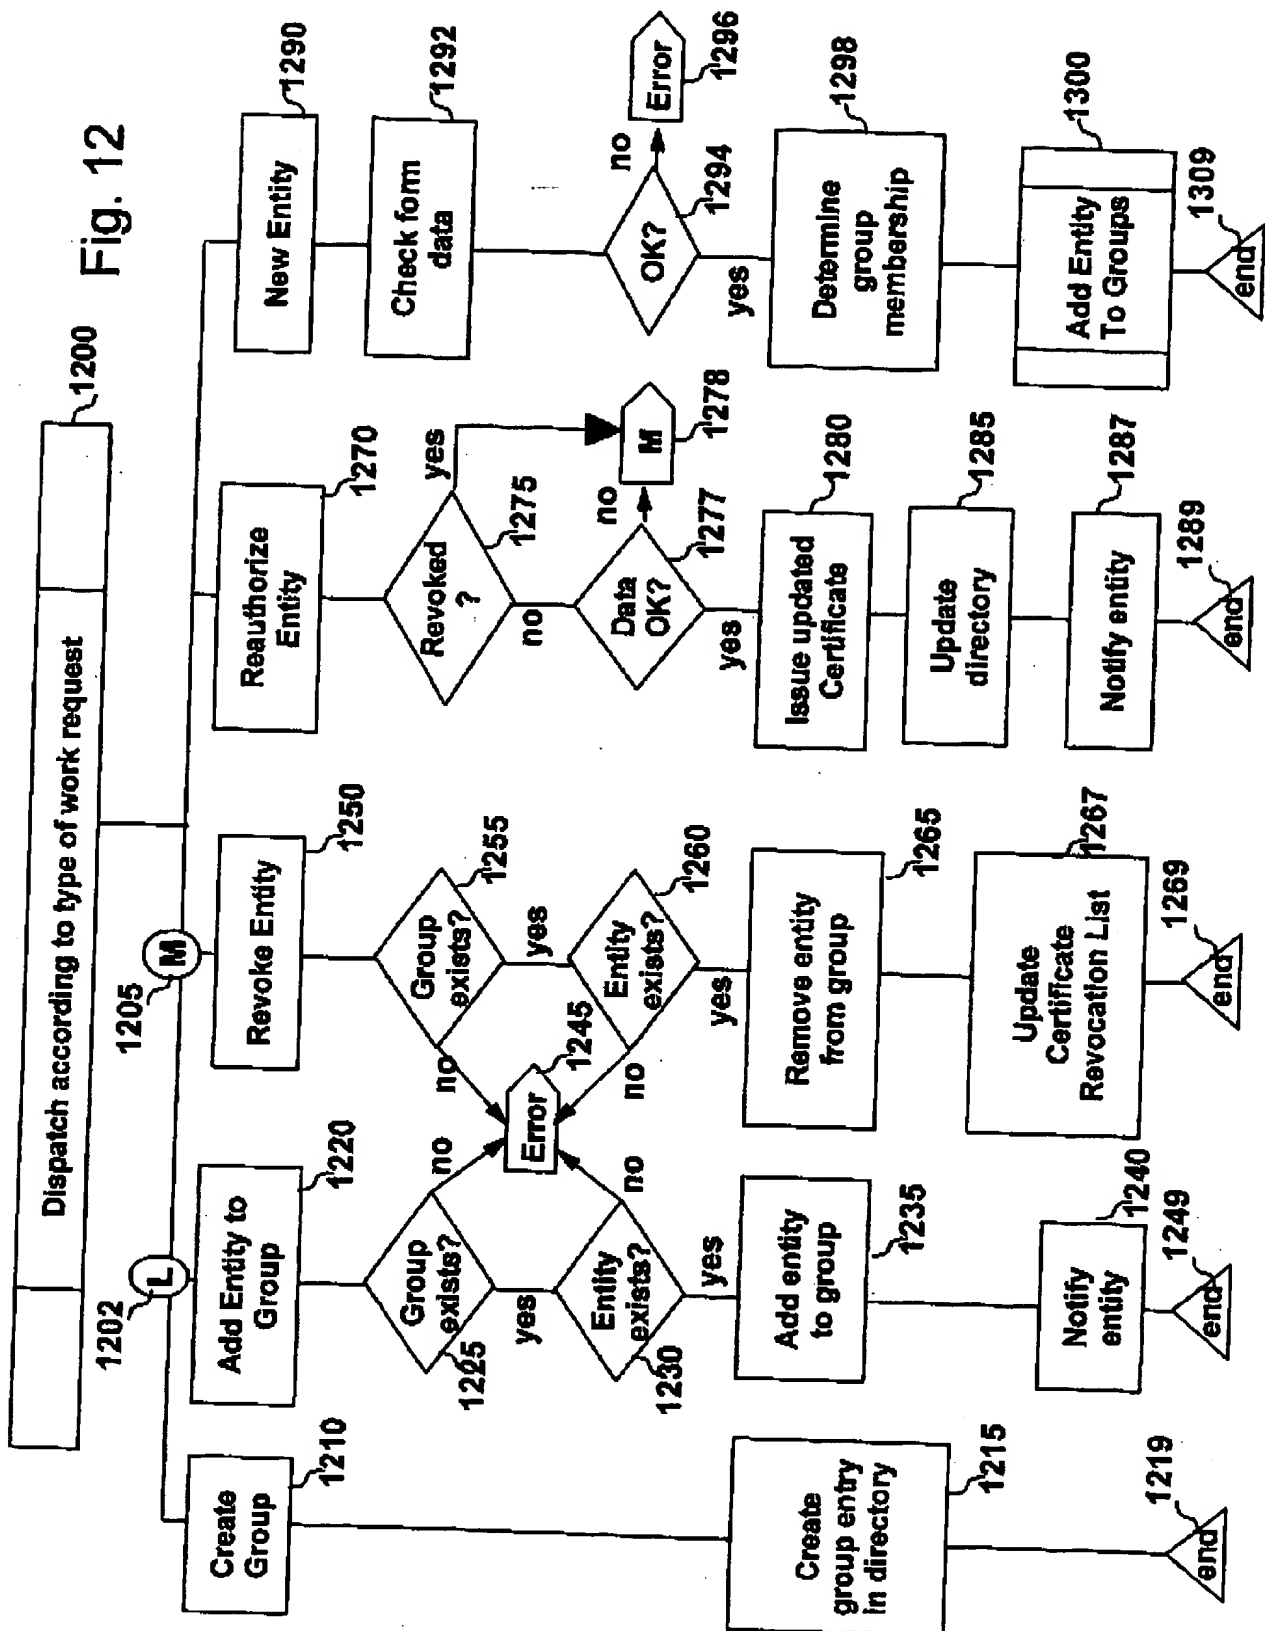 Fig. 12
Dispatch according to type of work request
1200
1202
L
1205
M
Create
Group
1210
Create
group entry
in directory
1215
end
1219
Add Entity to
Group
1220
Group
exists?
1225
no
yes
Entity
exists?
1230
no
yes
Add entity
to group
1235
Notify
entity
1240
end
1249
Error
1245
Revoke Entity
1250
Group
exists?
1255
no
yes
Entity
exists?
1260
no
yes
Remove entity
from group
1265
Update
Certificate
Revocation List
1267
end
1269
Reauthorize
Entity
1270
Revoked
?
1275
yes
no
Data
OK?
1277
no
M
1278
yes
Issue updated
Certificate
1280
Update
directory
1285
Notify entity
1287
end
1289
New Entity
1290
Check form
data
1292
OK?
1294
no
Error
1296
yes
Determine
group
membership
1298
Add Entity
To Groups
1300
end
1309